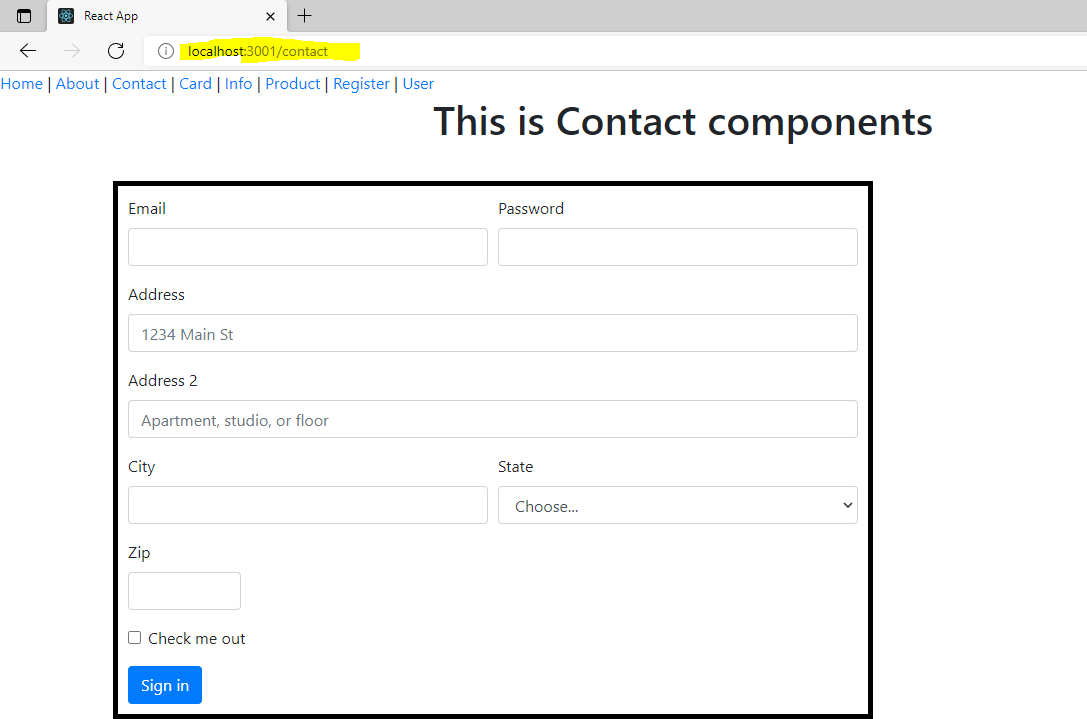 React App
localhost:3001/contact
Home | About | Contact | Card | Info | Product | Register | User
This is Contact components
Email Password
Address
1234 Main St
Address 2
Apartment, studio, or floor
City State
Choose...
Zip
Check me out
Sign in